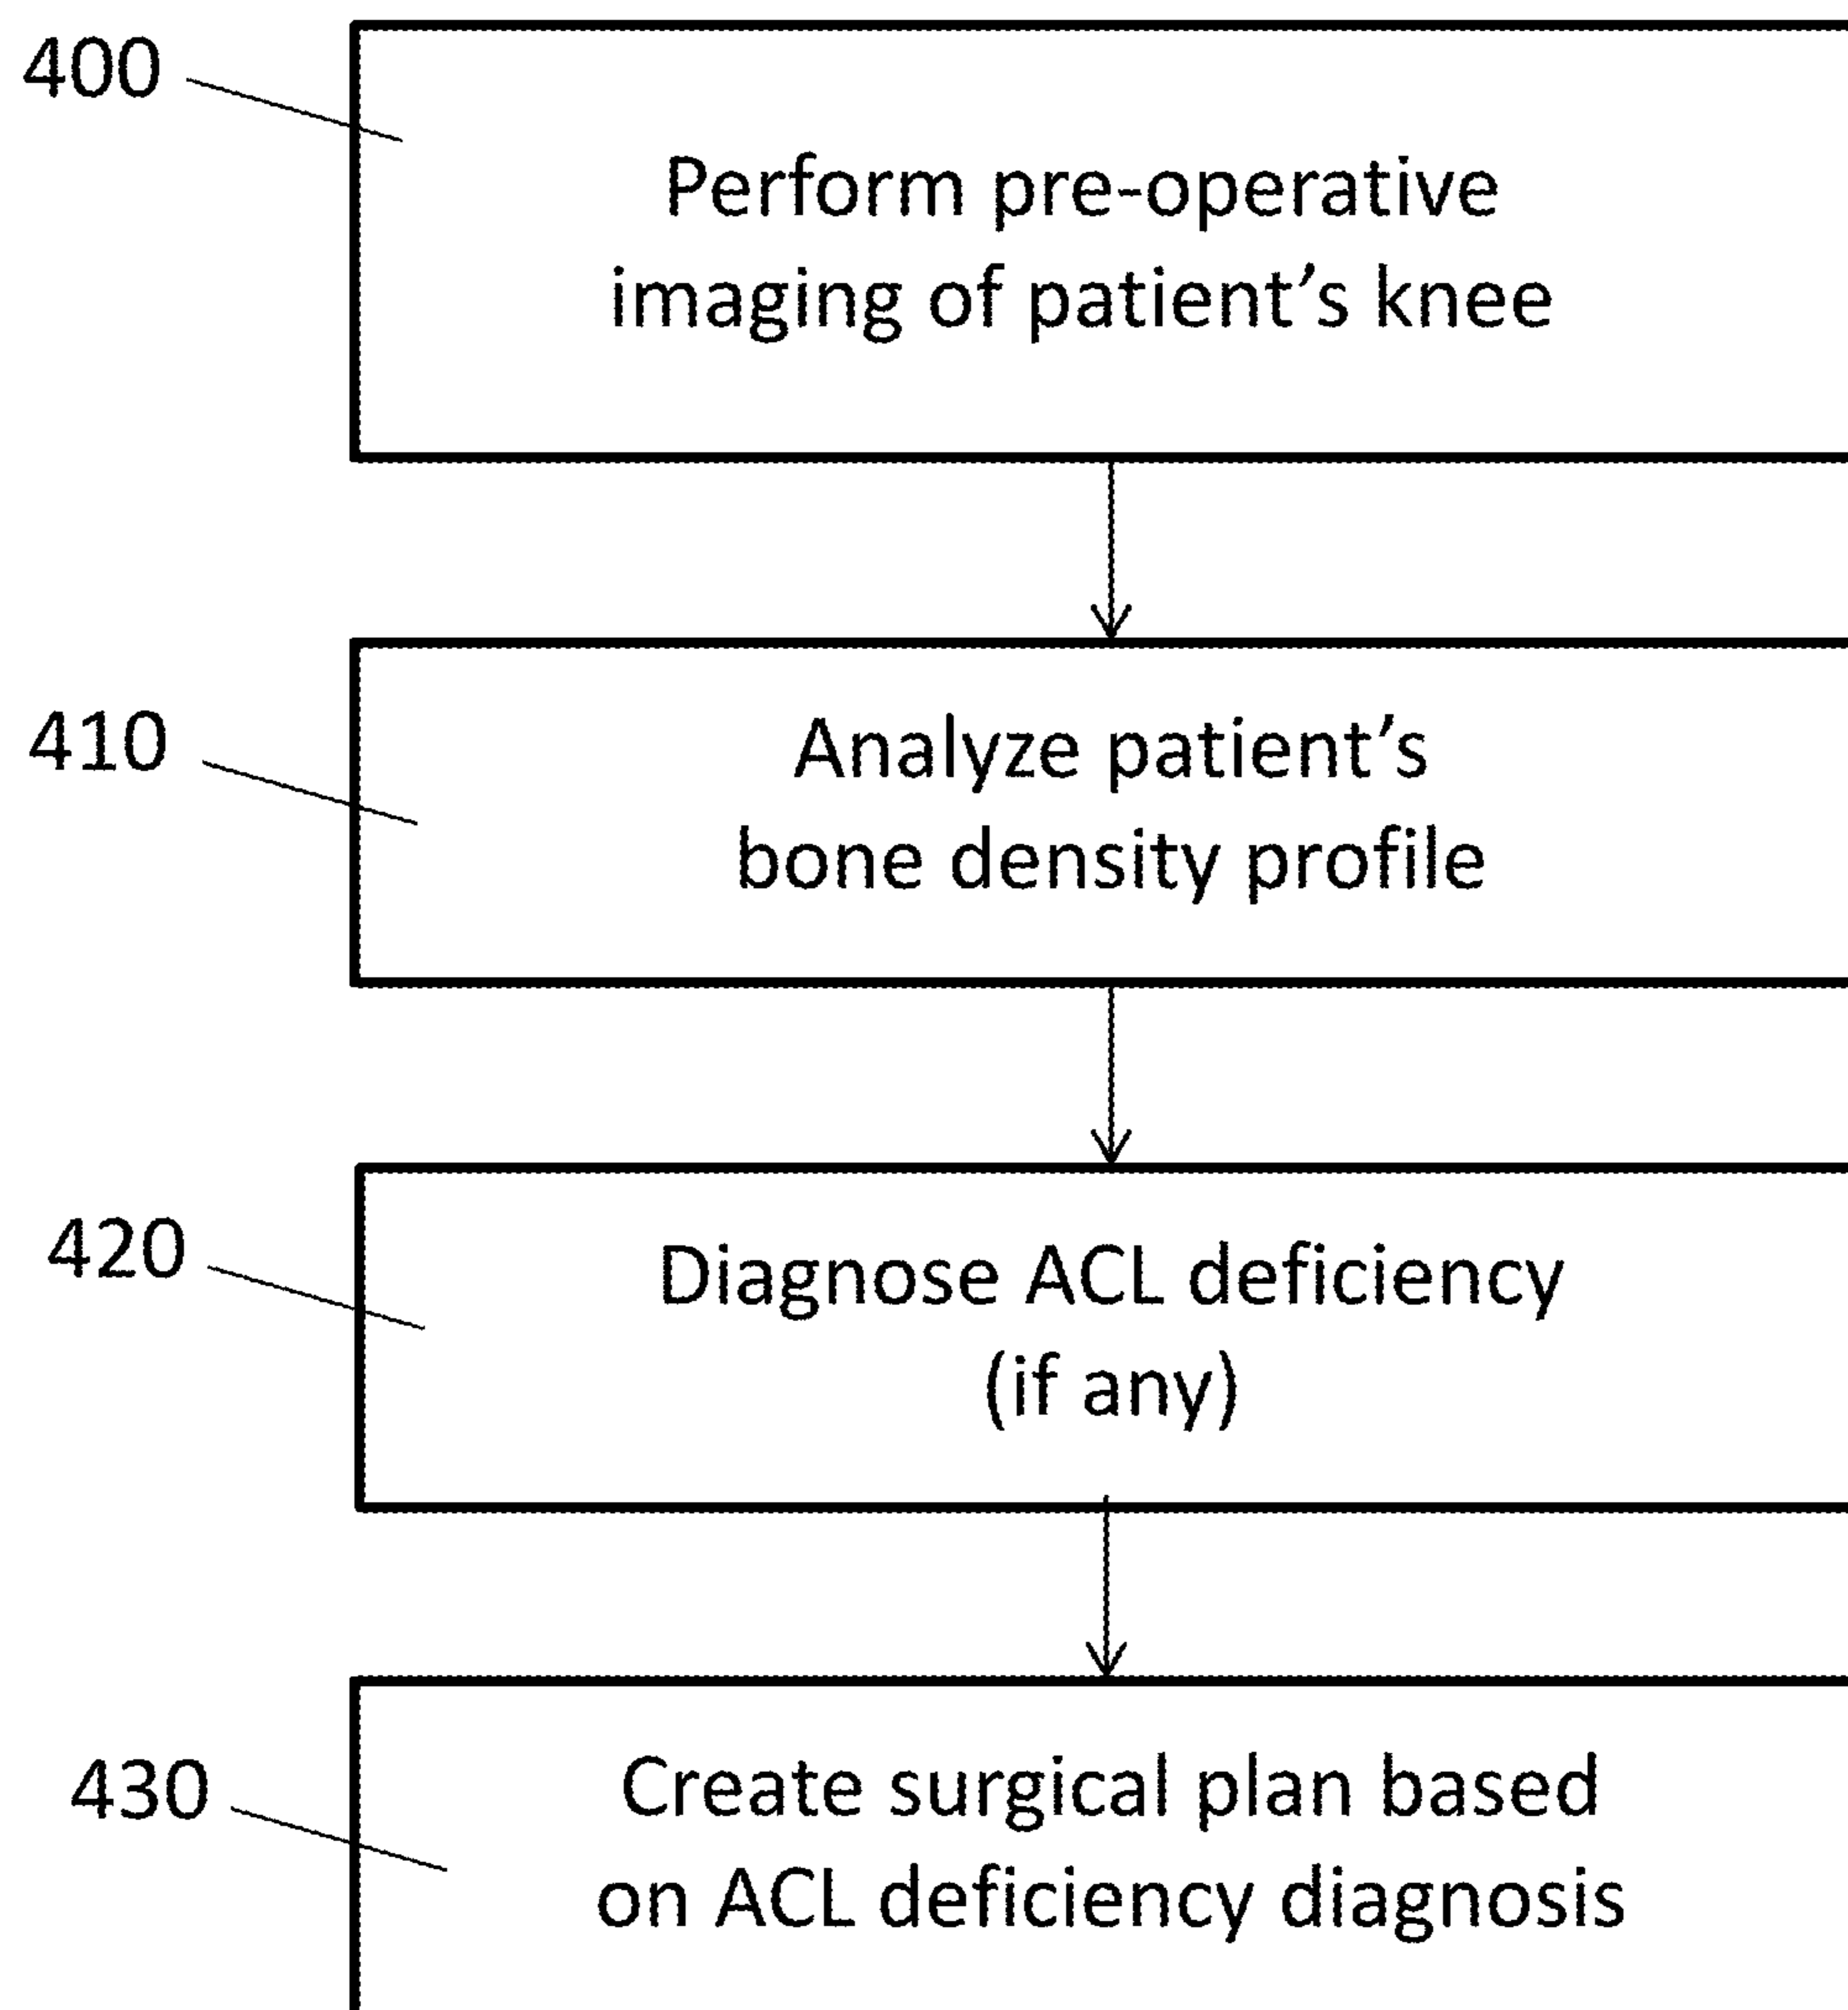 400
Perform pre-operative
imaging of patient’s knee
410
Analyze patient’s
bone density profile
420
Diagnose ACL deficiency
(if any)
430
Create surgical plan based
on ACL deficiency diagnosis